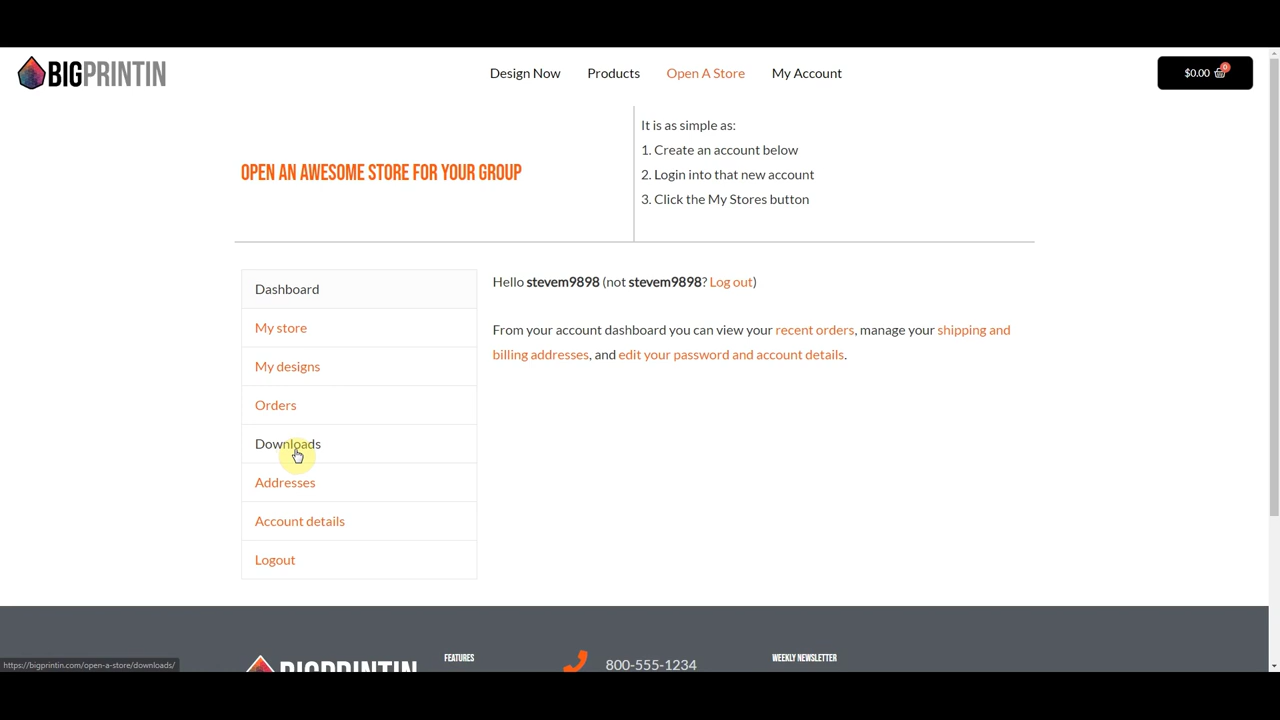 BIGPRINTIN
Design Now
Products
Open A Store
My Account
$0.00
0
OPEN AN AWESOME STORE FOR YOUR GROUP
It is as simple as:
1. Create an account below
2. Login into that new account
3. Click the My Stores button
Dashboard
My store
My designs
Orders
Downloads
Addresses
Account details
Logout
Hello stevem9898 (not stevem9898? Log out)
From your account dashboard you can view your recent orders, manage your shipping and
billing addresses, and edit your password and account details.
BIGPRINTIN
FEATURES
800-555-1234
WEEKLY NEWSLETTER
https://bigprintin.com/open-a-store/downloads/